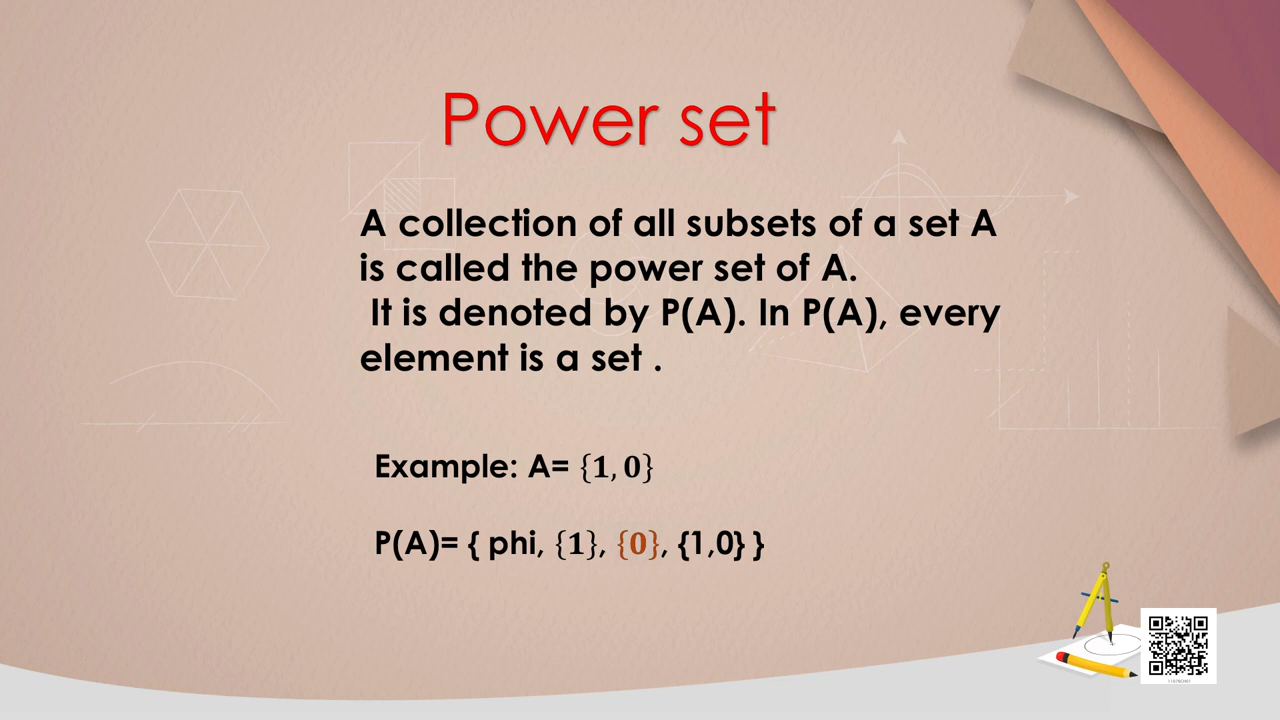 Power set
A collection of all subsets of a set A
is called the power set of A.
It is denoted by P(A). In P(A), every
element is a set .
Example: A= {1, 0}
P(A)= { phi, {1}, {0}, {1,0} }